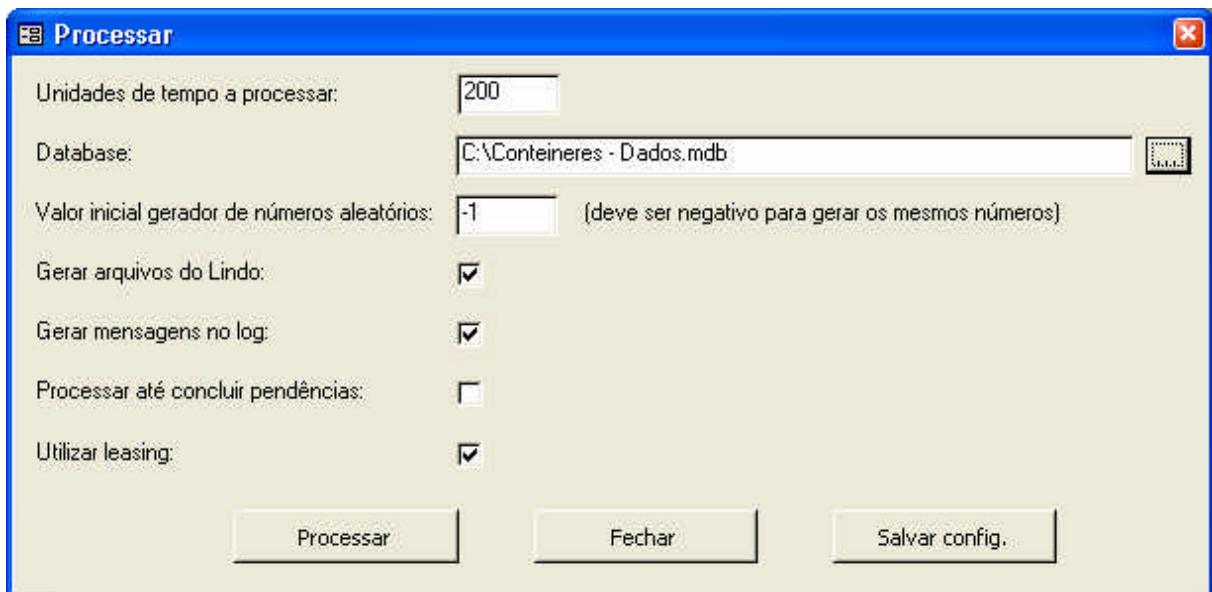 Processar
Unidades de tempo a processar: 200
Database: C:\Conteineres - Dados.mdb ...
Valor inicial gerador de números aleatórios: -1 (deve ser negativo para gerar os mesmos números)
Gerar arquivos do Lindo:
Gerar mensagens no log:
Processar até concluir pendências:
Utilizar leasing:
Processar Fechar Salvar config.